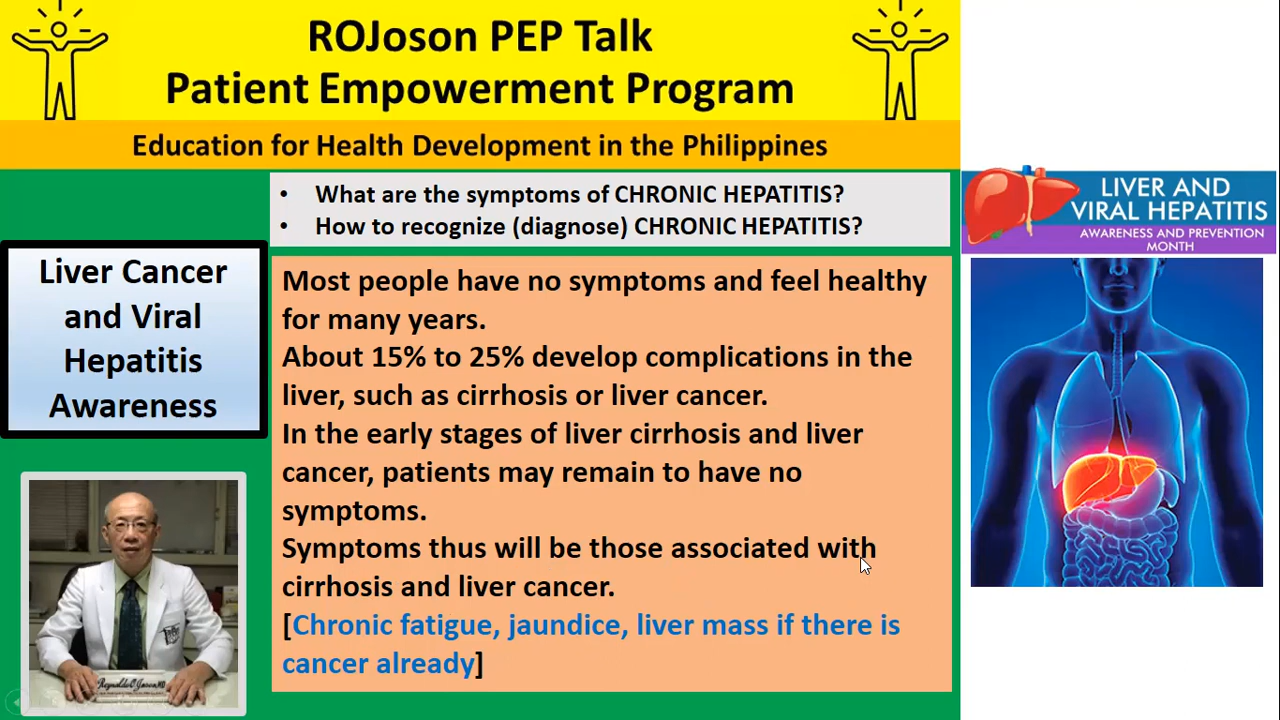 ROJoson PEP Talk
Patient Empowerment Program
Education for Health Development in the Philippines
• What are the symptoms of CHRONIC HEPATITIS?
• How to recognize (diagnose) CHRONIC HEPATITIS?
LIVER AND
VIRAL HEPATITIS
AWARENESS AND PREVENTION
MONTH
Liver Cancer
and Viral
Hepatitis
Awareness
Most people have no symptoms and feel healthy
for many years.
About 15% to 25% develop complications in the
liver, such as cirrhosis or liver cancer.
In the early stages of liver cirrhosis and liver
cancer, patients may remain to have no
symptoms.
Symptoms thus will be those associated with
cirrhosis and liver cancer.
[Chronic fatigue, jaundice, liver mass if there is
cancer already]
Reynaldo O. Joson, MD